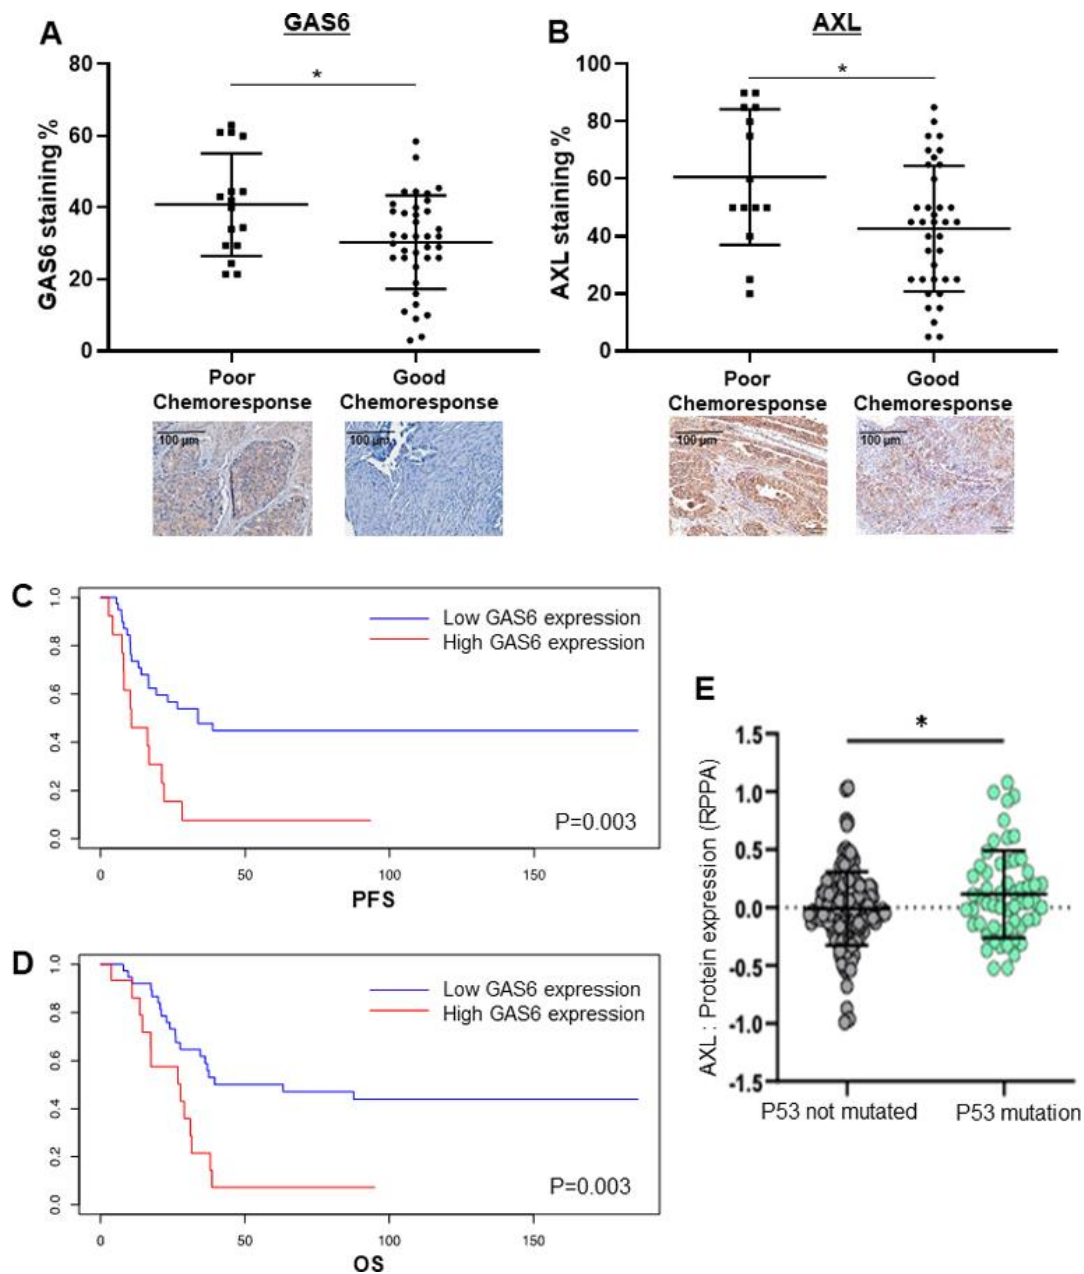 A
GAS6
GAS6 staining %
80
60
40
20
0
*
Poor
Chemoresponse
Good
Chemoresponse
100 µm
100 µm
B
AXL
AXL staining %
100
80
60
40
20
0
*
Poor
Chemoresponse
Good
Chemoresponse
100 µm
100 µm
C
1.0
0.8
0.6
0.4
0.2
0.0
Low GAS6 expression
High GAS6 expression
P=0.003
0
50
100
150
PFS
D
1.0
0.8
0.6
0.4
0.2
0.0
Low GAS6 expression
High GAS6 expression
P=0.003
0
50
100
150
OS
E
AXL : Protein expression (RPPA)
1.5
1.0
0.5
0.0
-0.5
-1.0
-1.5
*
P53 not mutated
P53 mutation